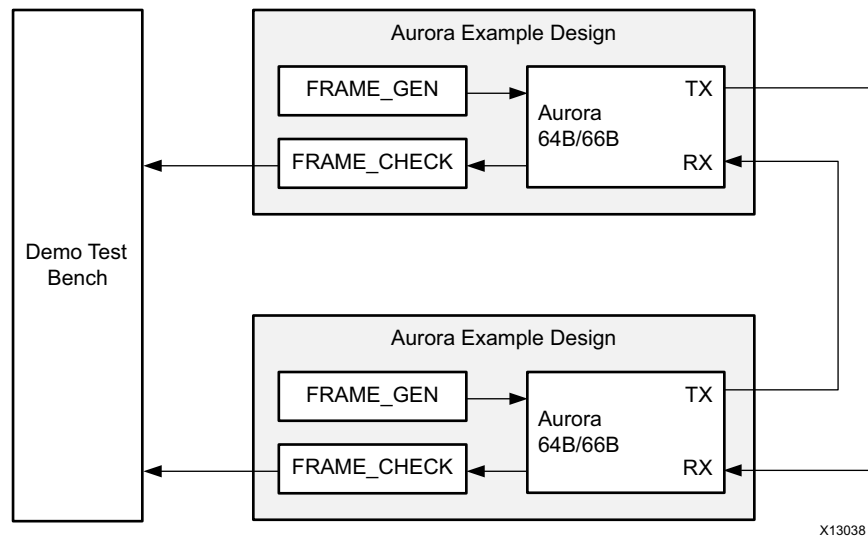 Aurora Example Design
FRAME_GEN
TX
Aurora
64B/66B
FRAME_CHECK
RX
Demo Test
Bench
Aurora Example Design
FRAME_GEN
TX
Aurora
64B/66B
FRAME_CHECK
RX
X13038